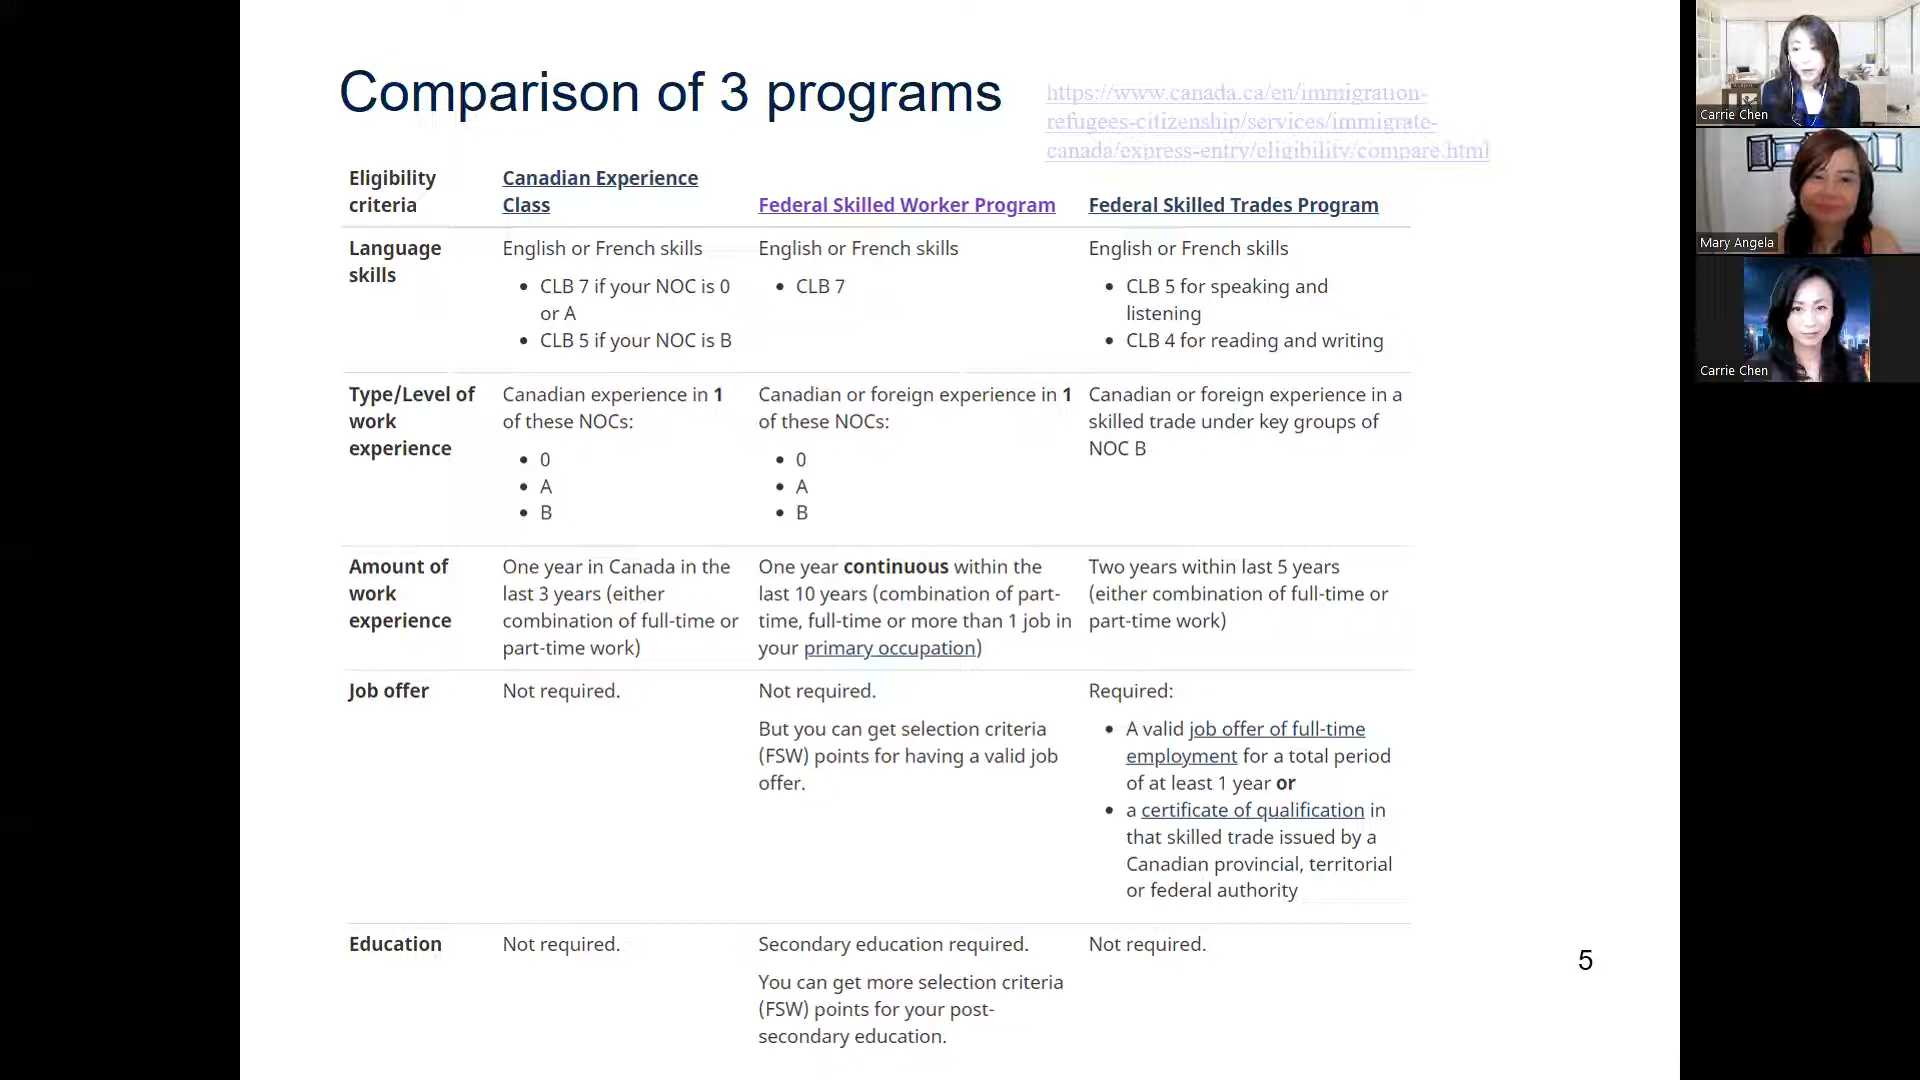 Comparison of 3 programs
https://www.canada.ca/en/immigration-
refugees-citizenship/services/immigrate-
canada/express-entry/eligibility/compare.html
Eligibility
criteria
Canadian Experience
Class
Federal Skilled Worker Program
Federal Skilled Trades Program
Language
skills
English or French skills
CLB 7 if your NOC is 0
or A
CLB 5 if your NOC is B
English or French skills
CLB 7
English or French skills
CLB 5 for speaking and
listening
CLB 4 for reading and writing
Type/Level of
work
experience
Canadian experience in 1
of these NOCs:
0
A
B
Canadian or foreign experience in 1
of these NOCs:
0
A
B
Canadian or foreign experience in a
skilled trade under key groups of
NOC B
Amount of
work
experience
One year in Canada in the
last 3 years (either
combination of full-time or
part-time work)
One year continuous within the
last 10 years (combination of part-
time, full-time or more than 1 job in
your primary occupation)
Two years within last 5 years
(either combination of full-time or
part-time work)
Job offer
Not required.
Not required.
But you can get selection criteria
(FSW) points for having a valid job
offer.
Required:
A valid job offer of full-time
employment for a total period
of at least 1 year or
a certificate of qualification in
that skilled trade issued by a
Canadian provincial, territorial
or federal authority
Education
Not required.
Secondary education required.
You can get more selection criteria
(FSW) points for your post-
secondary education.
Not required.
5
Carrie Chen
Mary Angela
Carrie Chen